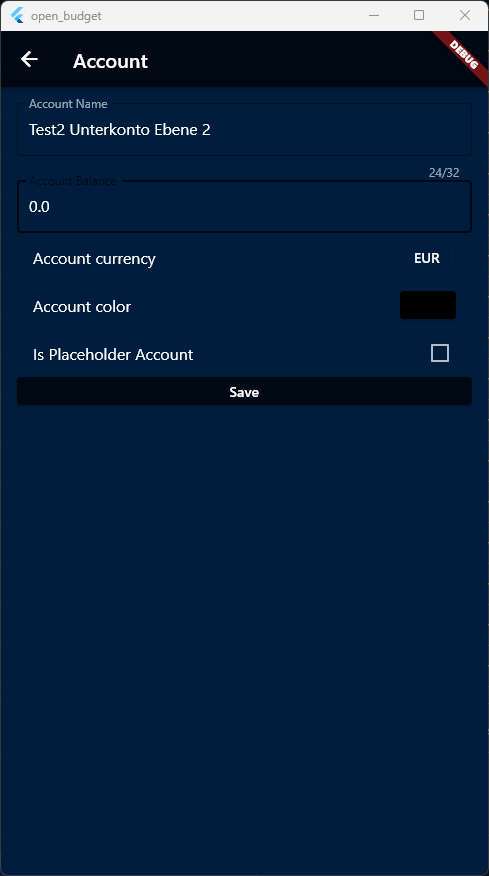 open_budget
DEBUG
Account
Account Name
Test2 Unterkonto Ebene 2
24/32
Account Balance
0.0
Account currency EUR
Account color
Is Placeholder Account
Save